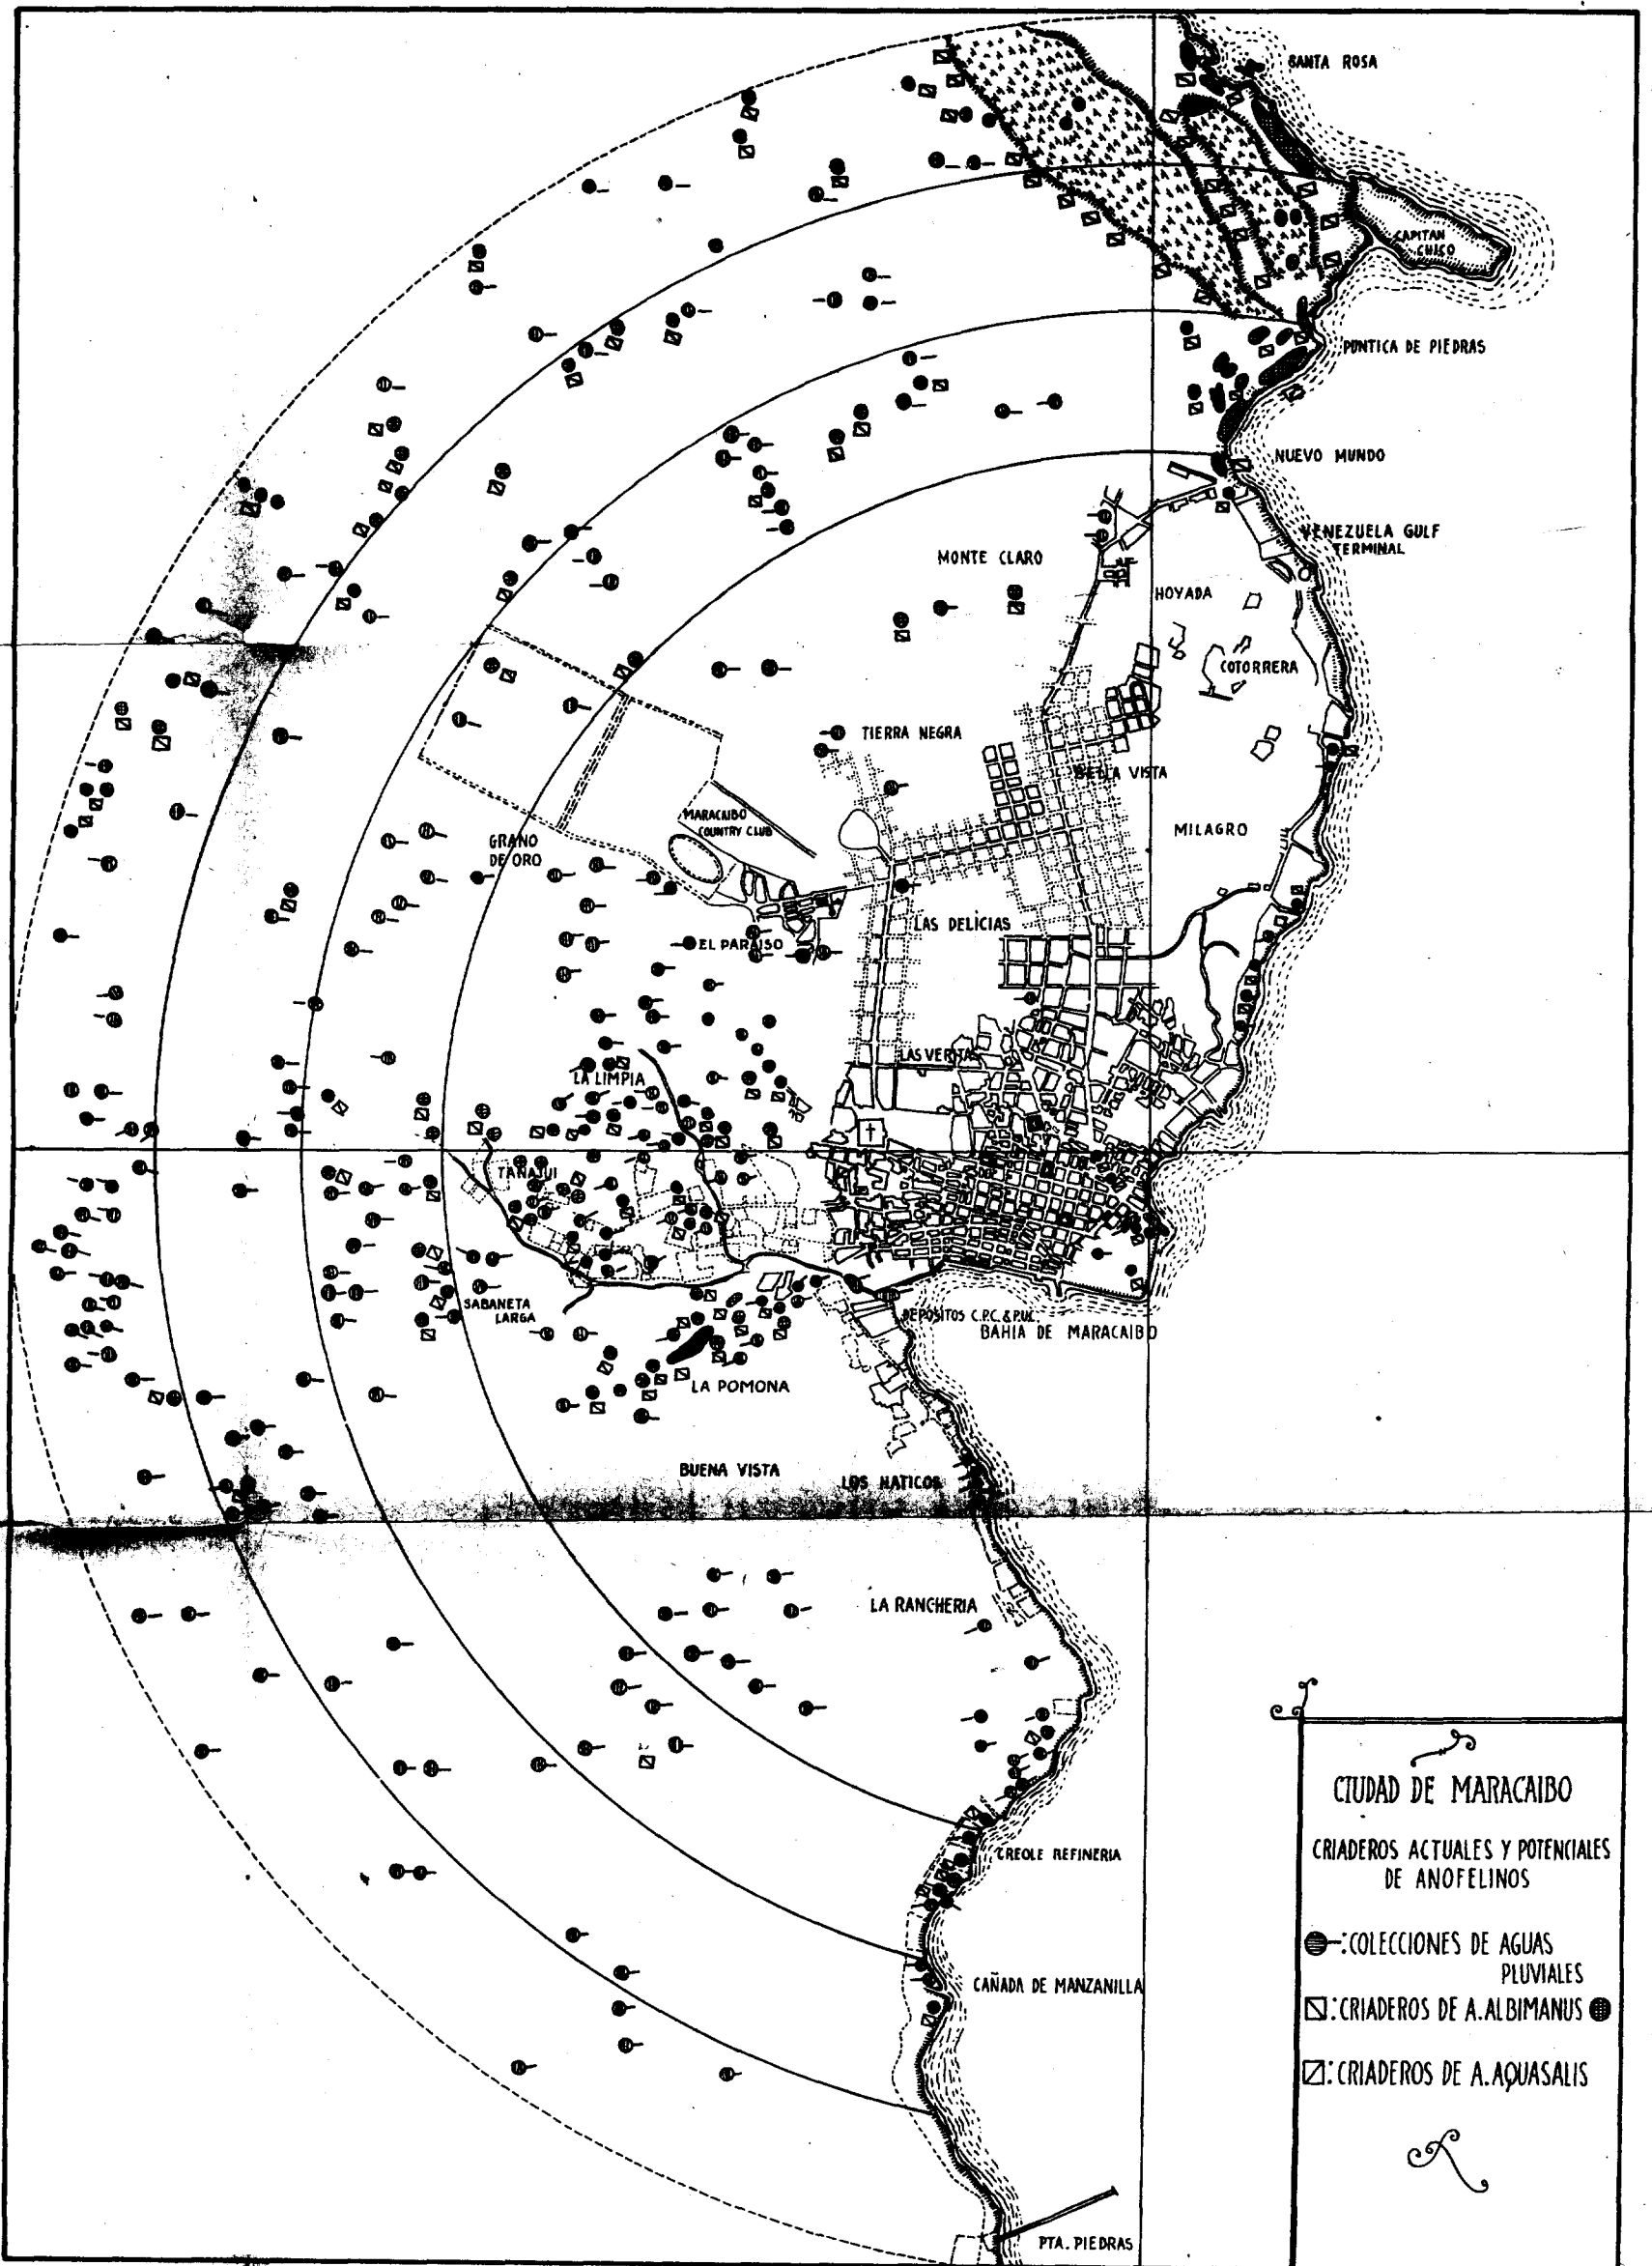 SANTA ROSA
CAPITAN
CHICO
PUNTICA DE PIEDRAS
NUEVO MUNDO
VENEZUELA GULF
TERMINAL
MONTE CLARO
HOYADA
COTORRERA
TIERRA NEGRA
BELLA VISTA
MARACAIBO
COUNTRY CLUB
MILAGRO
GRANO
DE ORO
LAS DELICIAS
EL PARAISO
LAS VERITAS
LA LIMPIA
TAÑAJUI
SABANETA
LARGA
DEPOSITOS C.P.C. &
BAHIA DE MARACAIBO
LA POMONA
BUENA VISTA
LOS HATICOS
LA RANCHERIA
CREOLE REFINERIA
CAÑADA DE MANZANILLA
PTA. PIEDRAS
CIUDAD DE MARACAIBO
CRIADEROS ACTUALES Y POTENCIALES
DE ANOFELINOS
:COLECCIONES DE AGUAS
PLUVIALES
:CRIADEROS DE A.ALBIMANUS
:CRIADEROS DE A.AQUASALIS